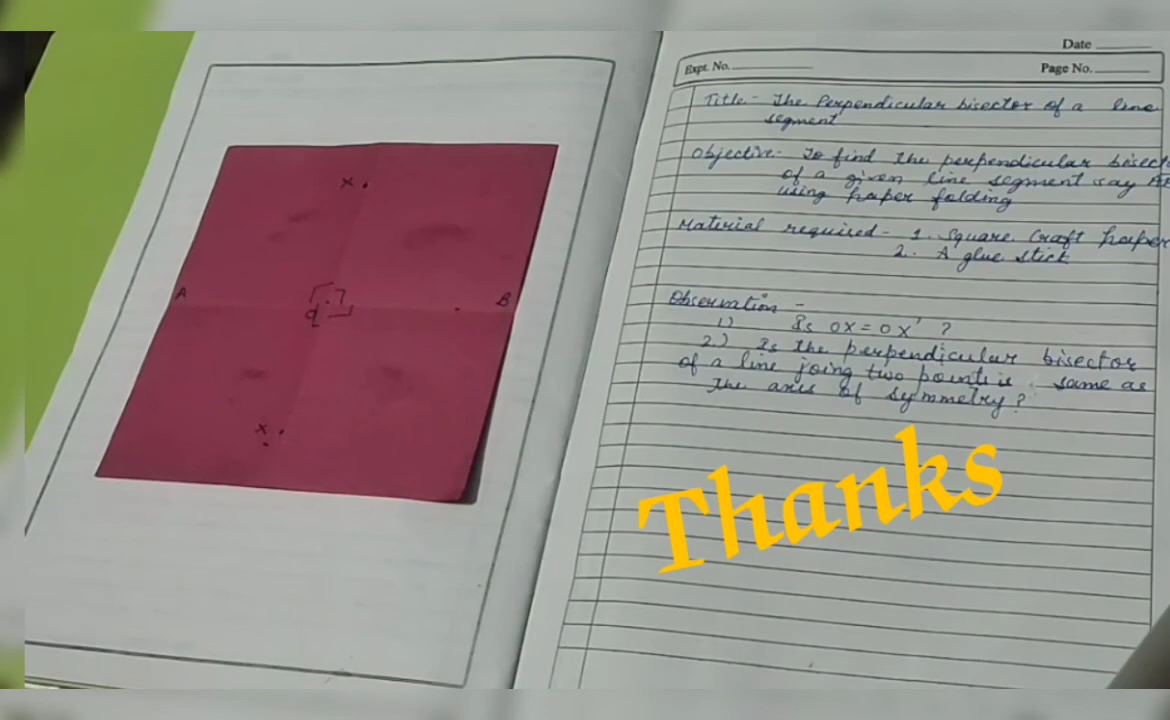 Date
Expt. No.
Page No.
Title - The Perpendicular bisector of a line
segment
Objective - To find the perpendicular bisect
of a given line segment say AB
using paper folding
Material required - 1. Square Craft paper
2. A glue stick
Observation -
1) Is OX = OX' ?
2) Is the perpendicular bisector
of a line joing two points is same as
the axis of symmetry?
X
A
B
X
Thanks